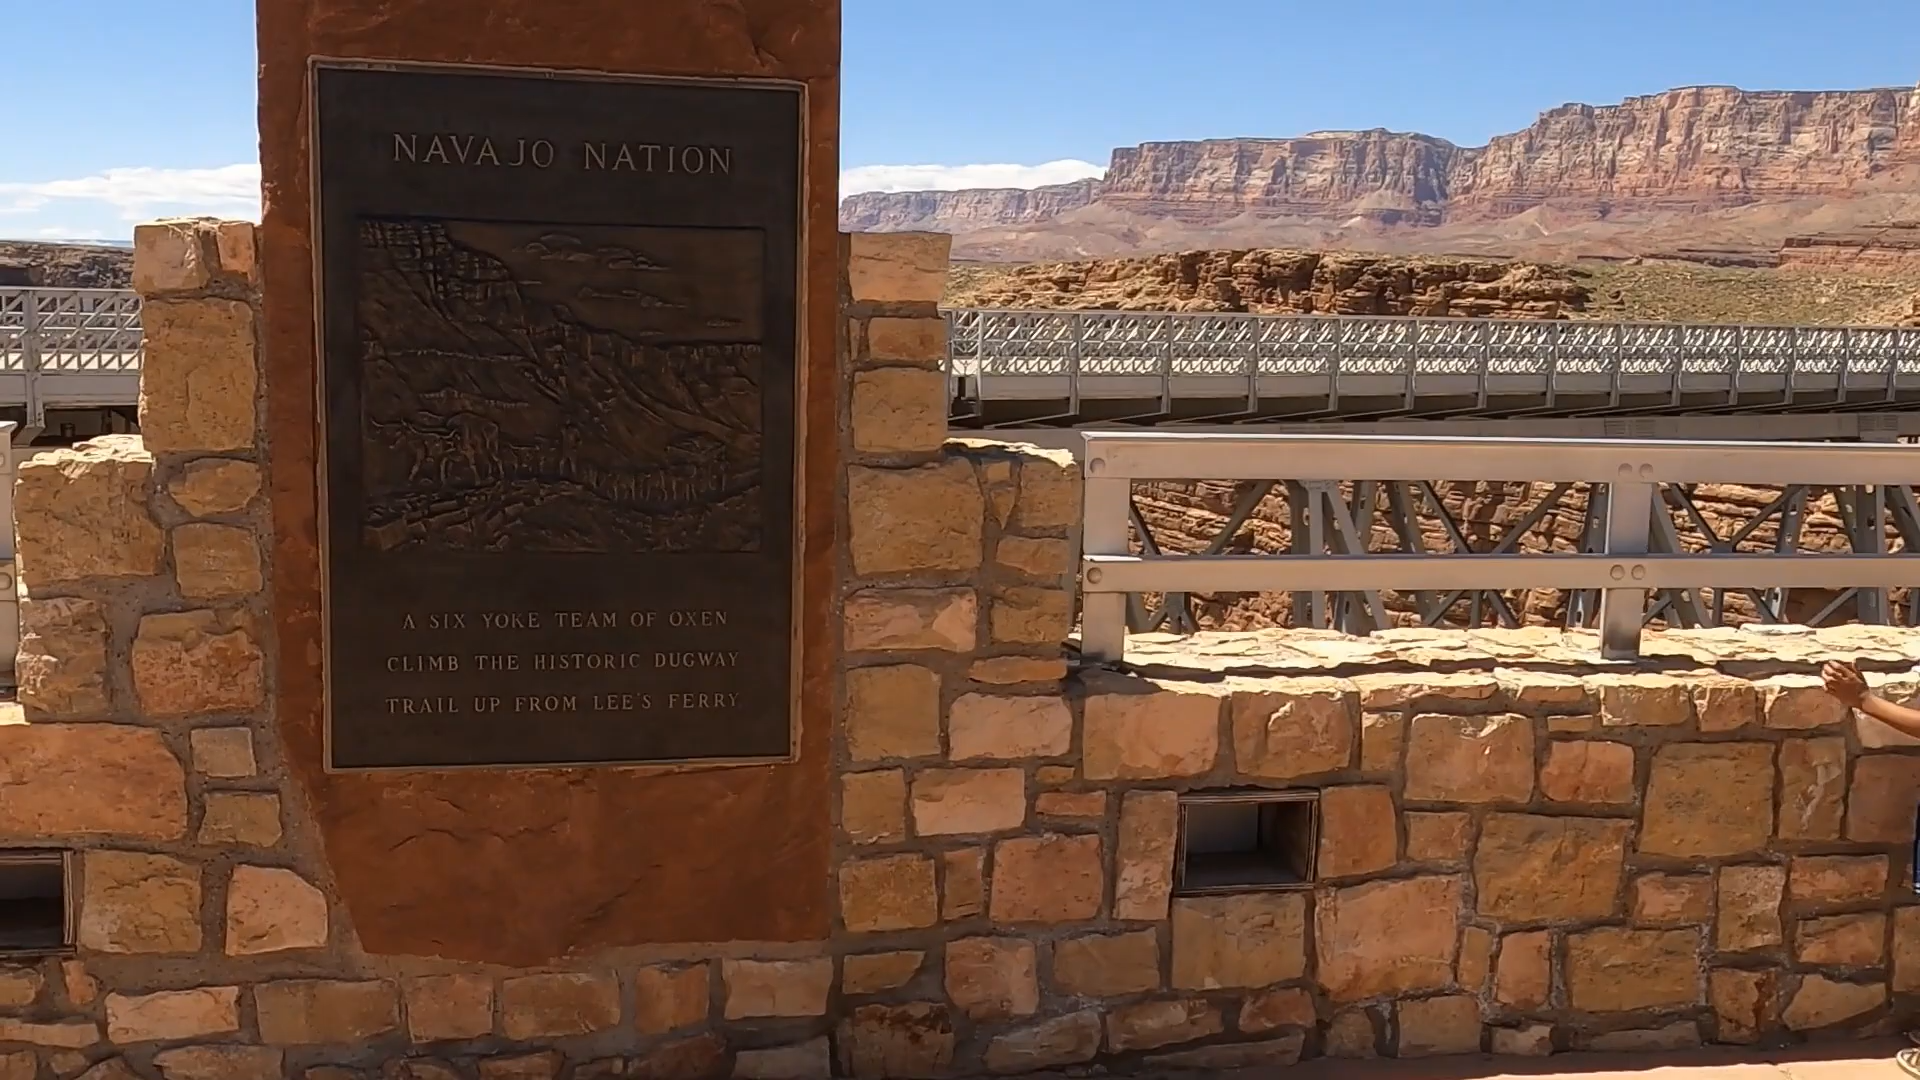 NAVAJO NATION
A SIX YOKE TEAM OF OXEN
CLIMB THE HISTORIC DUGWAY
TRAIL UP FROM LEE'S FERRY